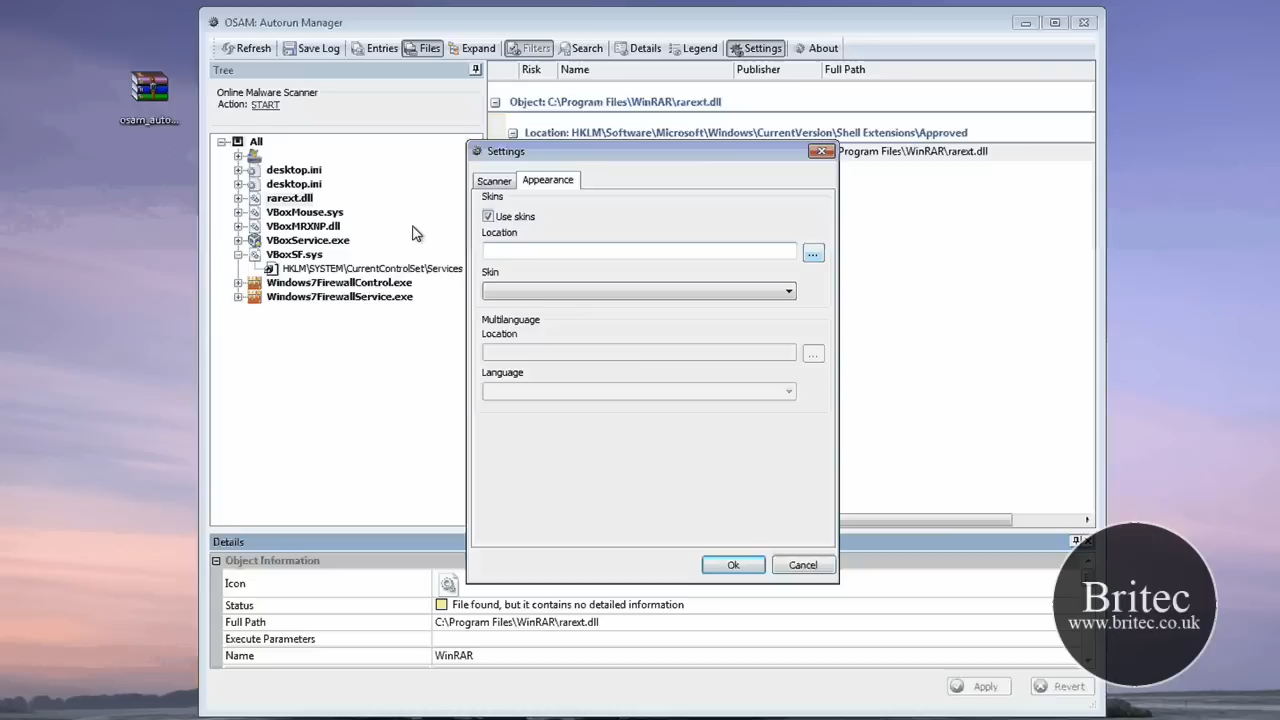 OSAM: Autorun Manager
Refresh Save Log Entries Files Expand Filters Search Details Legend Settings About
Tree
Risk Name Publisher Full Path
Online Malware Scanner
Action: START
osam_auto...
Object: C:\Program Files\WinRAR\rarext.dll
Location: HKLM\Software\Microsoft\Windows\CurrentVersion\Shell Extensions\Approved
Program Files\WinRAR\rarext.dll
All
desktop.ini
desktop.ini
rarext.dll
VBoxMouse.sys
VBoxMRXNP.dll
VBoxService.exe
VBoxSF.sys
HKLM\SYSTEM\CurrentControlSet\Services
Windows7FirewallControl.exe
Windows7FirewallService.exe
Settings
Scanner Appearance
Skins
Use skins
Location
...
Skin
Multilanguage
Location
...
Language
Ok Cancel
Details
Object Information
Icon
Status File found, but it contains no detailed information
Full Path C:\Program Files\WinRAR\rarext.dll
Execute Parameters
Name WinRAR
Apply Revert
Britec
www.britec.co.uk